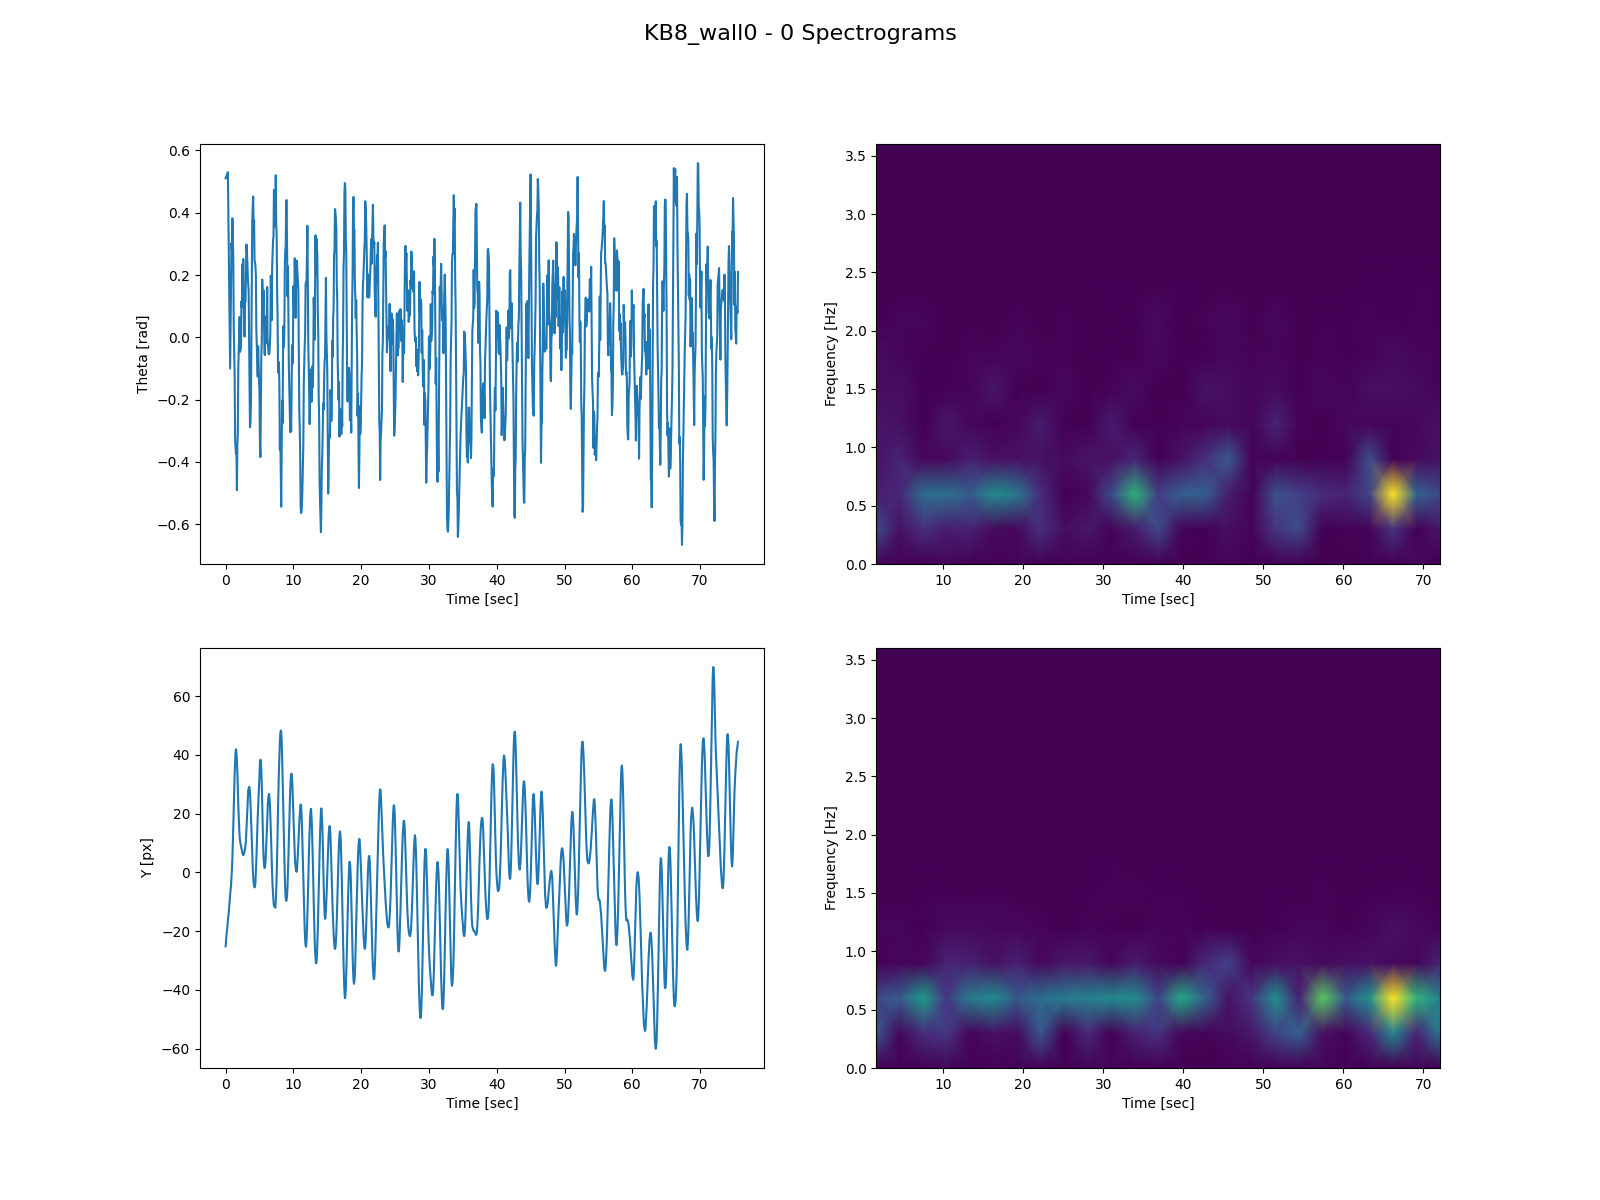 KB8_wall0 - 0 Spectrograms
0.6
0.4
0.2
0.0
−0.2
−0.4
−0.6
Theta [rad]
0 10 20 30 40 50 60 70
Time [sec]
3.5
3.0
2.5
2.0
1.5
1.0
0.5
0.0
Frequency [Hz]
10 20 30 40 50 60 70
Time [sec]
60
40
20
0
−20
−40
−60
Y [px]
0 10 20 30 40 50 60 70
Time [sec]
3.5
3.0
2.5
2.0
1.5
1.0
0.5
0.0
Frequency [Hz]
10 20 30 40 50 60 70
Time [sec]